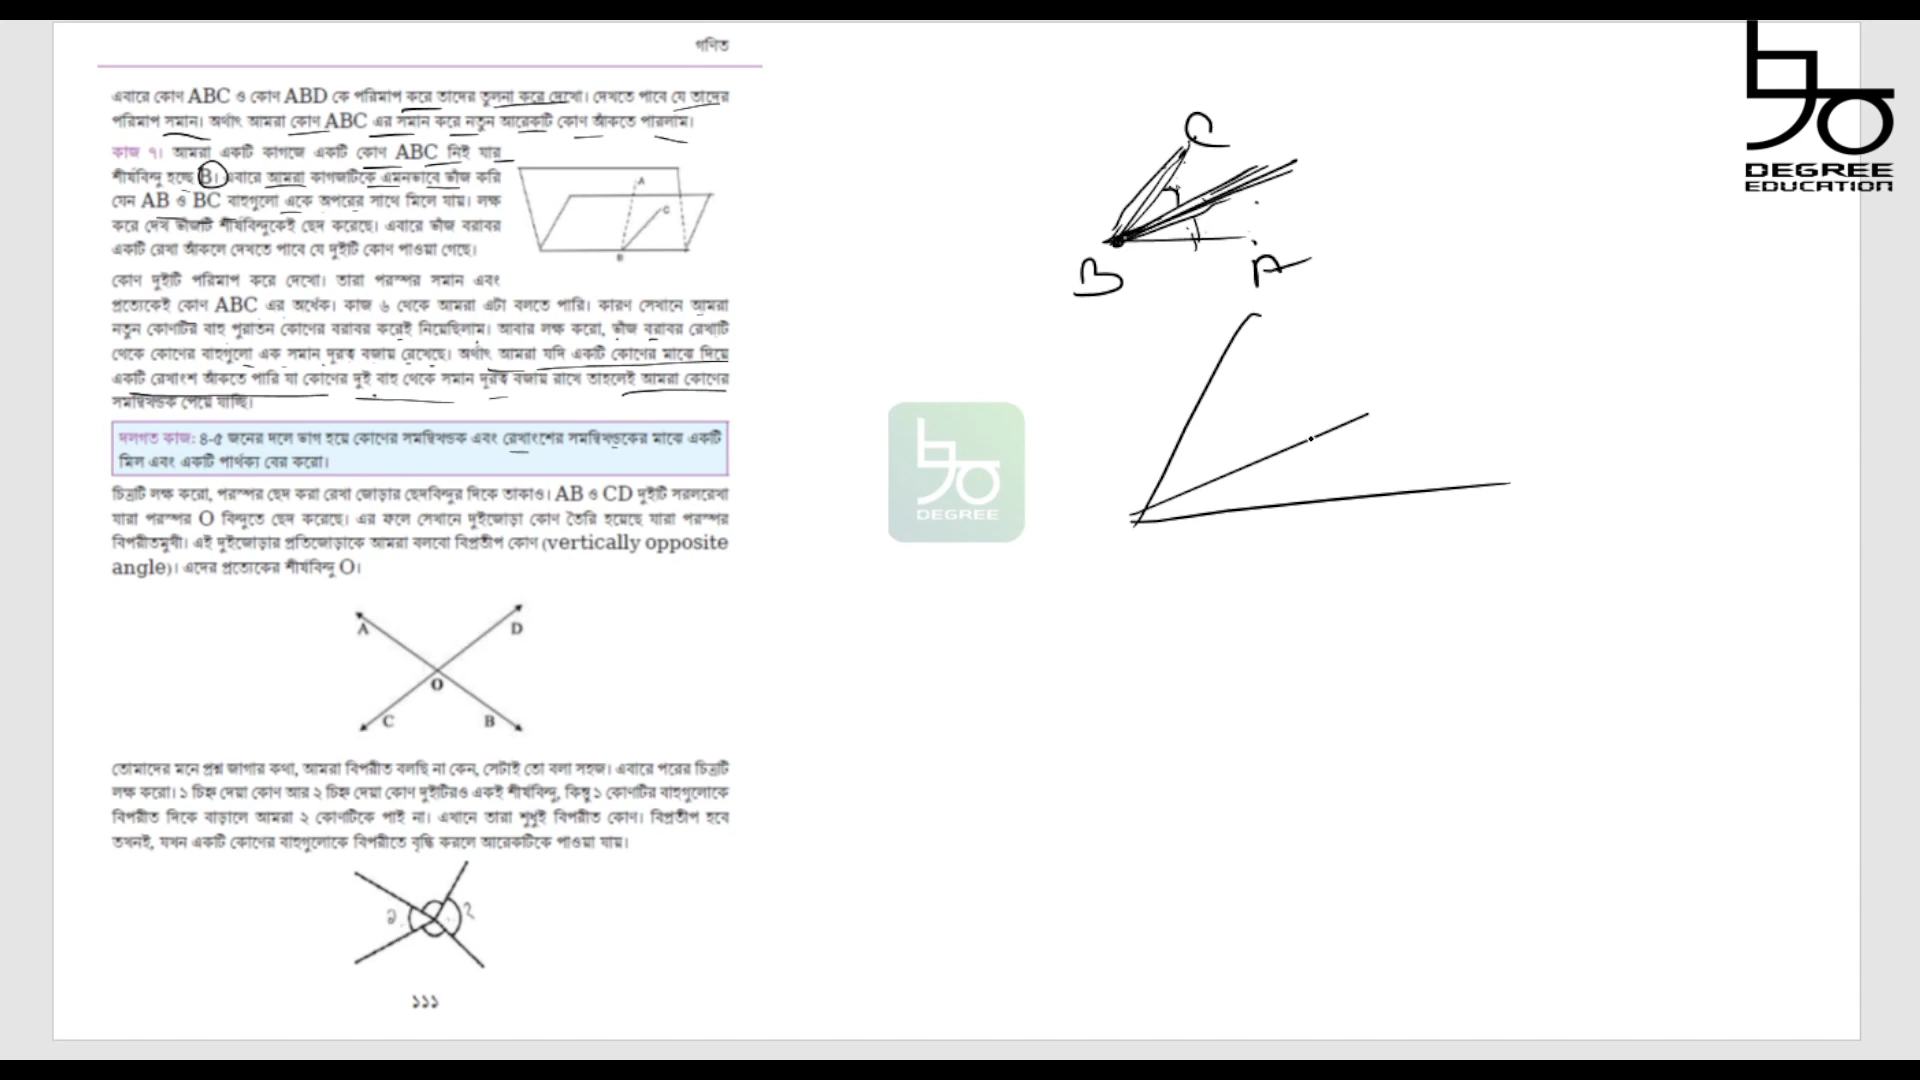 গণিত
এবারে কোণ ABC ও কোণ ABD কে পরিমাপ করে তাদের তুলনা করে দেখো। দেখতে পাবে যে তাদের
পরিমাপ সমান। অর্থাৎ আমরা কোণ ABC এর সমান করে নতুন আরেকটি কোণ আঁকতে পারলাম।
কাজ ৭। আমরা একটি কাগজে একটি কোণ ABC নিই যার
শীর্ষবিন্দু হচ্ছে B। এবারে আমরা কাগজটিকে এমনভাবে ভাঁজ করি
যেন AB ও BC বাহুগুলো একে অপরের সাথে মিলে যায়। লক্ষ
করে দেখ ভাঁজটি শীর্ষবিন্দুকেই ছেদ করেছে। এবারে ভাঁজ বরাবর
একটি রেখা আঁকলে দেখতে পাবে যে দুইটি কোণ পাওয়া গেছে।
A
C
B
কোণ দুইটি পরিমাপ করে দেখো। তারা পরস্পর সমান এবং
প্রত্যেকেই কোণ ABC এর অর্ধেক। কাজ ৬ থেকে আমরা এটা বলতে পারি। কারণ সেখানে আমরা
নতুন কোণটির বাহু পুরাতন কোণের বরাবর করেই নিয়েছিলাম। আবার লক্ষ করো, ভাঁজ বরাবর রেখাটি
থেকে কোণের বাহুগুলো এক সমান দূরত্ব বজায় রেখেছে। অর্থাৎ আমরা যদি একটি কোণের মাঝে দিয়ে
একটি রেখাংশ আঁকতে পারি যা কোণের দুই বাহু থেকে সমান দূরত্ব বজায় রাখে তাহলেই আমরা কোণের
সমদ্বিখন্ডক পেয়ে যাচ্ছি।
দলগত কাজ: ৪-৫ জনের দলে ভাগ হয়ে কোণের সমদ্বিখন্ডক এবং রেখাংশের সমদ্বিখন্ডকের মাঝে একটি
মিল এবং একটি পার্থক্য বের করো।
চিত্রটি লক্ষ করো, পরস্পর ছেদ করা রেখা জোড়ার ছেদবিন্দুর দিকে তাকাও। AB ও CD দুইটি সরলরেখা
যারা পরস্পর O বিন্দুতে ছেদ করেছে। এর ফলে সেখানে দুইজোড়া কোণ তৈরি হয়েছে যারা পরস্পর
বিপরীতমুখী। এই দুইজোড়ার প্রতিজোড়াকে আমরা বলবো বিপ্রতীপ কোণ (vertically opposite
angle)। এদের প্রত্যেকের শীর্ষবিন্দু O।
A D
O
C B
তোমাদের মনে প্রশ্ন জাগার কথা, আমরা বিপরীত বলছি না কেন, সেটাই তো বলা সহজ। এবারে পরের চিত্রটি
লক্ষ করো। ১ চিহ্ন দেয়া কোণ আর ২ চিহ্ন দেয়া কোণ দুইটিরও একই শীর্ষবিন্দু, কিন্তু ১ কোণটির বাহুগুলোকে
বিপরীত দিকে বাড়ালে আমরা ২ কোণটিকে পাই না। এখানে তারা শুধুই বিপরীত কোণ। বিপ্রতীপ হবে
তখনই, যখন একটি কোণের বাহুগুলোকে বিপরীতে বৃদ্ধি করলে আরেকটিকে পাওয়া যায়।
১ ২
১১১
C
B A
DEGREE
DEGREE
EDUCATION